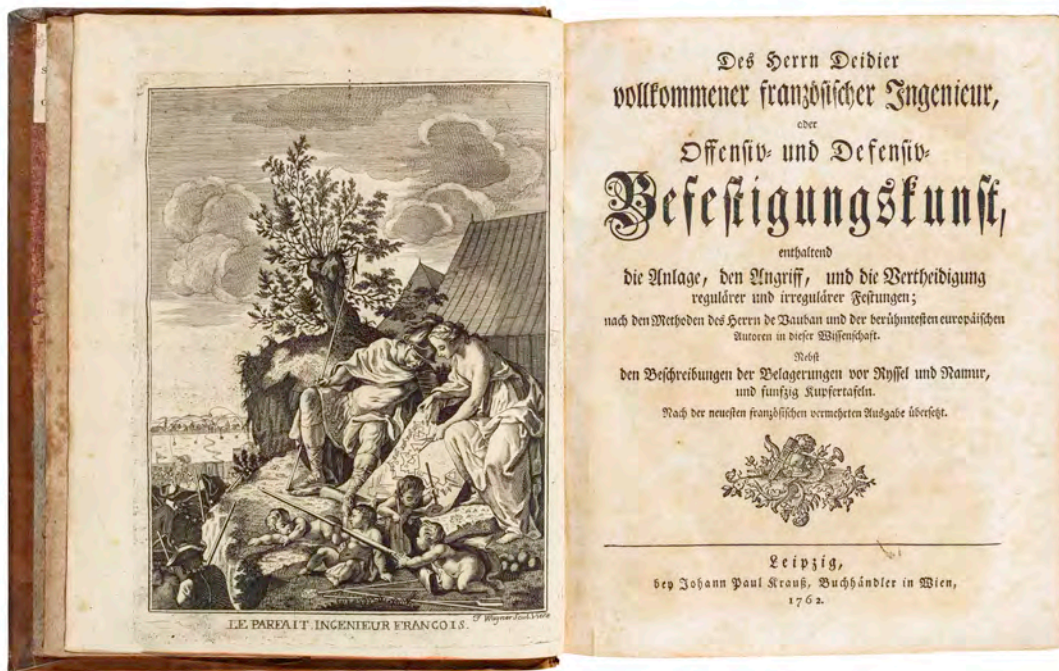 LE PARFAIT INGENIEUR FRANCOIS.
Des Herrn Deidier
vollkommener französischer Ingenieur,
oder
Offensiv- und Defensiv-
Befestigungskunst,
enthaltend
die Anlage, den Angriff, und die Vertheidigung
regulärer und irregulärer Festungen;
nach den Methoden des Herrn de Vauban und der berühmtesten europäischen
Autoren in dieser Wissenschaft.
Nebst
den Beschreibungen der Belagerungen vor Ryssel und Namur,
und funfzig Kupfertafeln.
Nach der neuesten französischen vermehrten Ausgabe übersetzt.
Leipzig,
bey Johann Paul Krauß, Buchhändler in Wien,
1762.